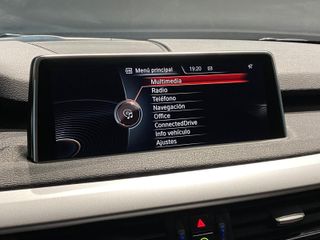 Menú principal 19:20
Multimedia
Radio
Teléfono
Navegación
Office
ConnectedDrive
Info vehículo
Ajustes